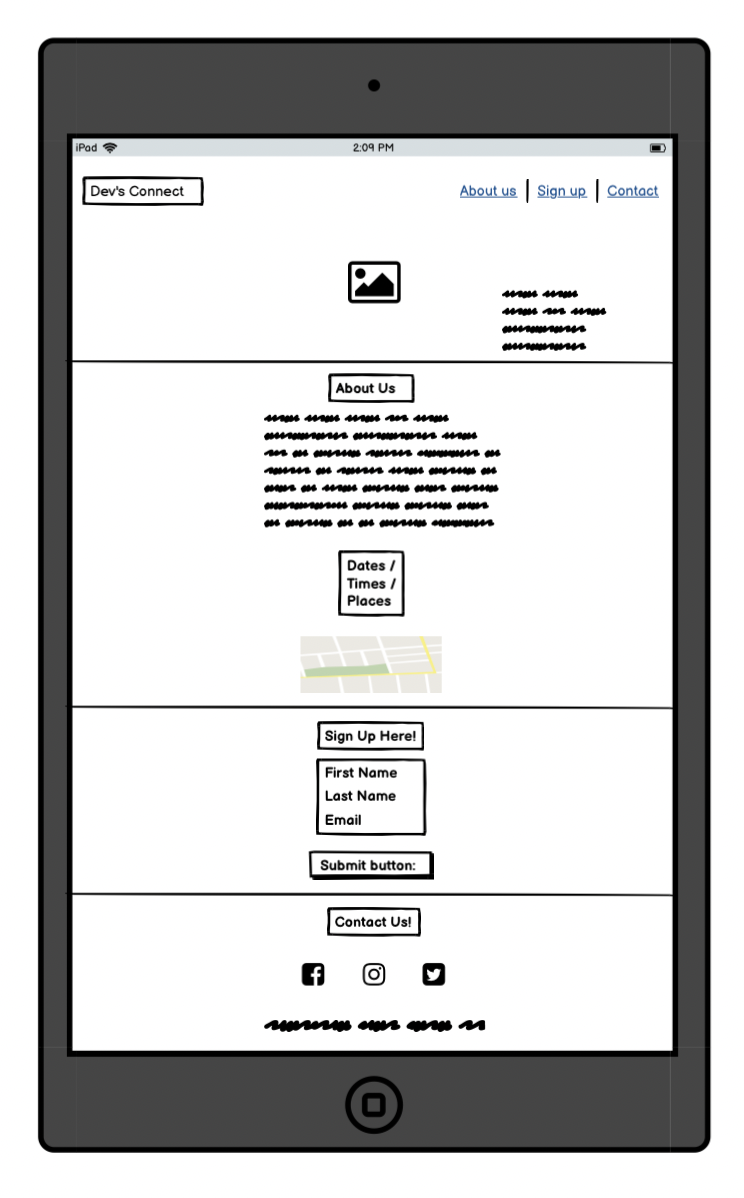 iPad 2:09 PM
Dev's Connect About us Sign up Contact
About Us
Dates /
Times /
Places
Sign Up Here!
First Name
Last Name
Email
Submit button:
Contact Us!